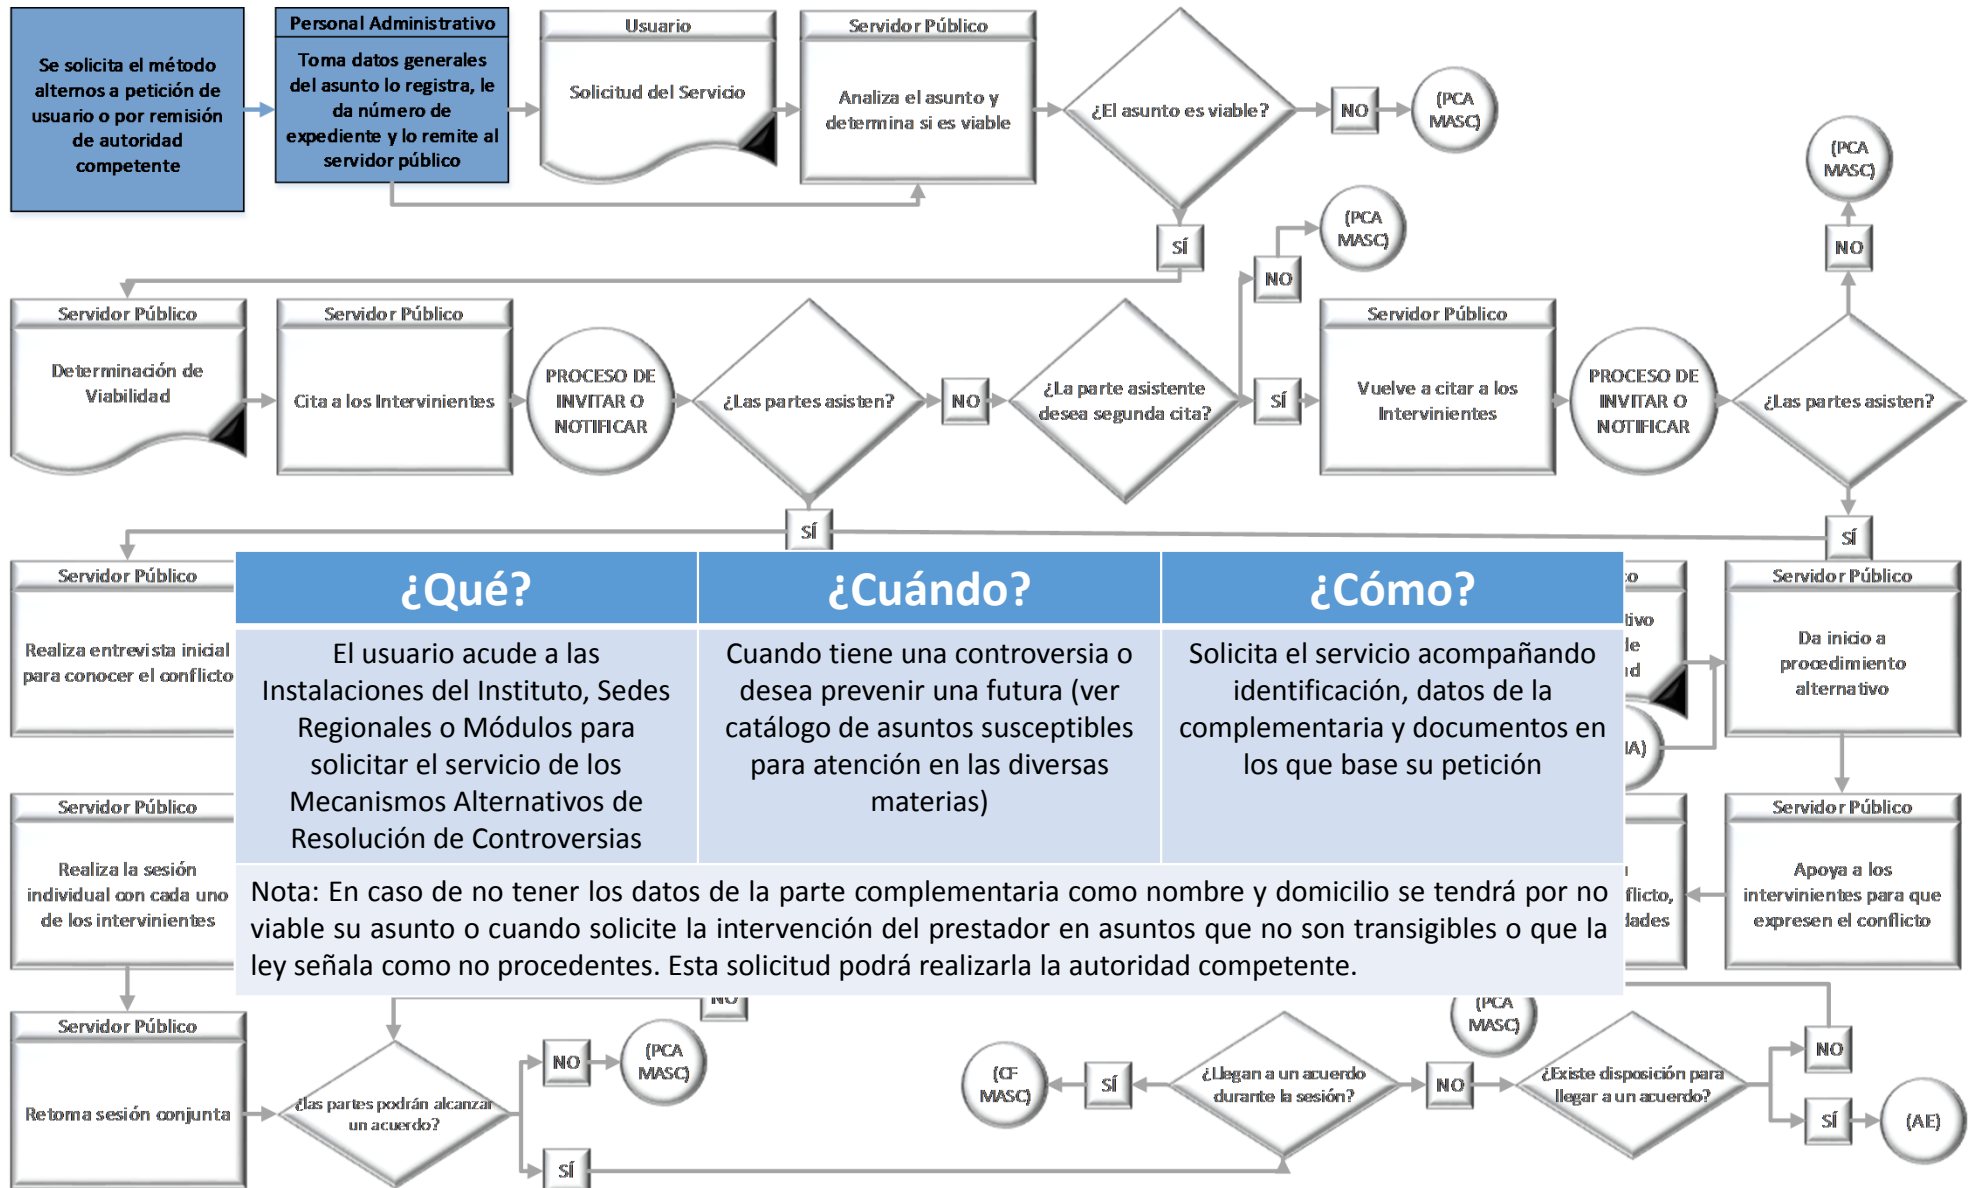 Se solicita el método
alternos a petición de
usuario o por remisión
de autoridad
competente
Personal Administrativo
Toma datos generales
del asunto lo registra, le
da número de
expediente y lo remite al
servidor público
Usuario
Solicitud del Servicio
Servidor Público
Analiza el asunto y
determina si es viable
¿El asunto es viable?
NO
(PCA
MASC)
SÍ
Servidor Público
Determinación de
Viabilidad
Servidor Público
Cita a los Intervinientes
PROCESO DE
INVITAR O
NOTIFICAR
¿Las partes asisten?
NO
¿La parte asistente
desea segunda cita?
NO
(PCA
MASC)
SÍ
Servidor Público
Vuelve a citar a los
Intervinientes
PROCESO DE
INVITAR O
NOTIFICAR
¿Las partes asisten?
NO
(PCA
MASC)
SÍ
SÍ
Servidor Público
Realiza entrevista inicial
para conocer el conflicto
¿Qué?
El usuario acude a las
Instalaciones del Instituto, Sedes
Regionales o Módulos para
solicitar el servicio de los
Mecanismos Alternativos de
Resolución de Controversias
¿Cuándo?
Cuando tiene una controversia o
desea prevenir una futura (ver
catálogo de asuntos susceptibles
para atención en las diversas
materias)
¿Cómo?
Solicita el servicio acompañando
identificación, datos de la
complementaria y documentos en
los que base su petición
Nota: En caso de no tener los datos de la parte complementaria como nombre y domicilio se tendrá por no
viable su asunto o cuando solicite la intervención del prestador en asuntos que no son transigibles o que la
ley señala como no procedentes. Esta solicitud podrá realizarla la autoridad competente.
Servidor Público
Da inicio a
procedimiento
alternativo
Servidor Público
Apoya a los
intervinientes para que
expresen el conflicto
Servidor Público
Realiza la sesión
individual con cada uno
de los intervinientes
Servidor Público
Retoma sesión conjunta
¿las partes podrán alcanzar
un acuerdo?
NO
NO
(PCA
MASC)
SÍ
(CF
MASC)
SÍ
¿Llegan a un acuerdo
durante la sesión?
NO
(PCA
MASC)
¿Existe disposición para
llegar a un acuerdo?
NO
SÍ
(AE)